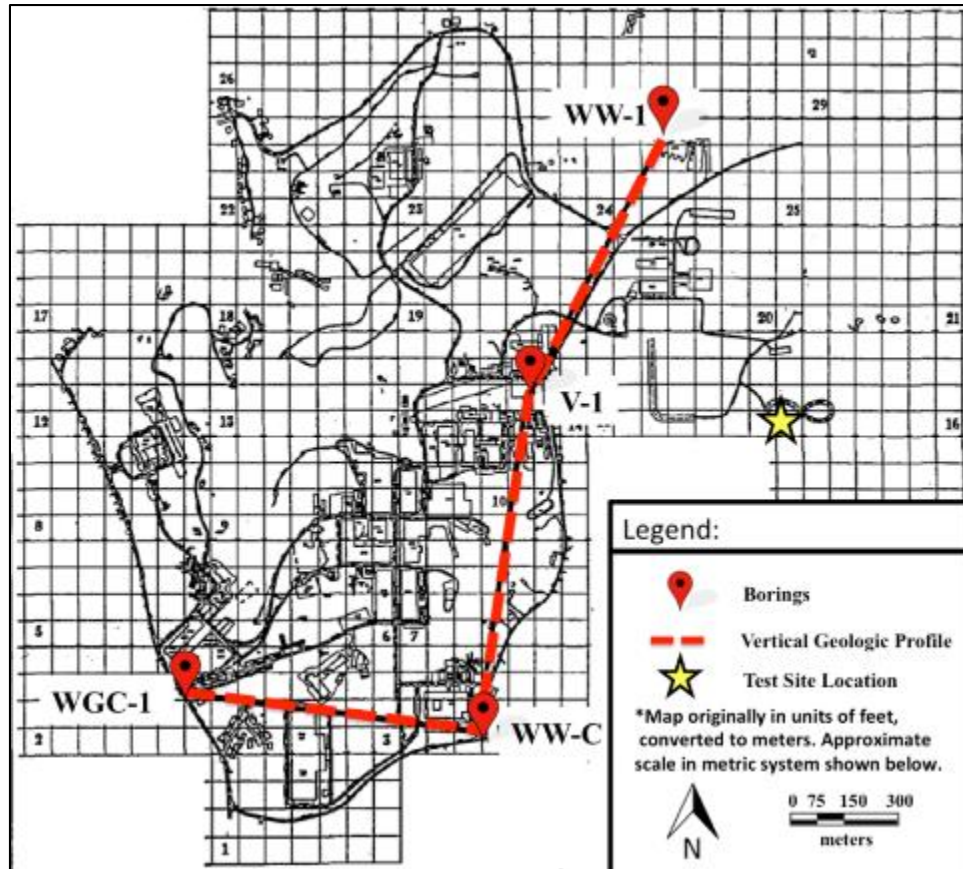 26
WW-1
29
22
23
24
25
17
18
19
20
21
V-1
12
13
16
10
8
5
6 7
WGC-1
WW-C
2
3
1
Legend:
Borings
Vertical Geologic Profile
Test Site Location
*Map originally in units of feet,
converted to meters. Approximate
scale in metric system shown below.
N
0 75 150 300
meters